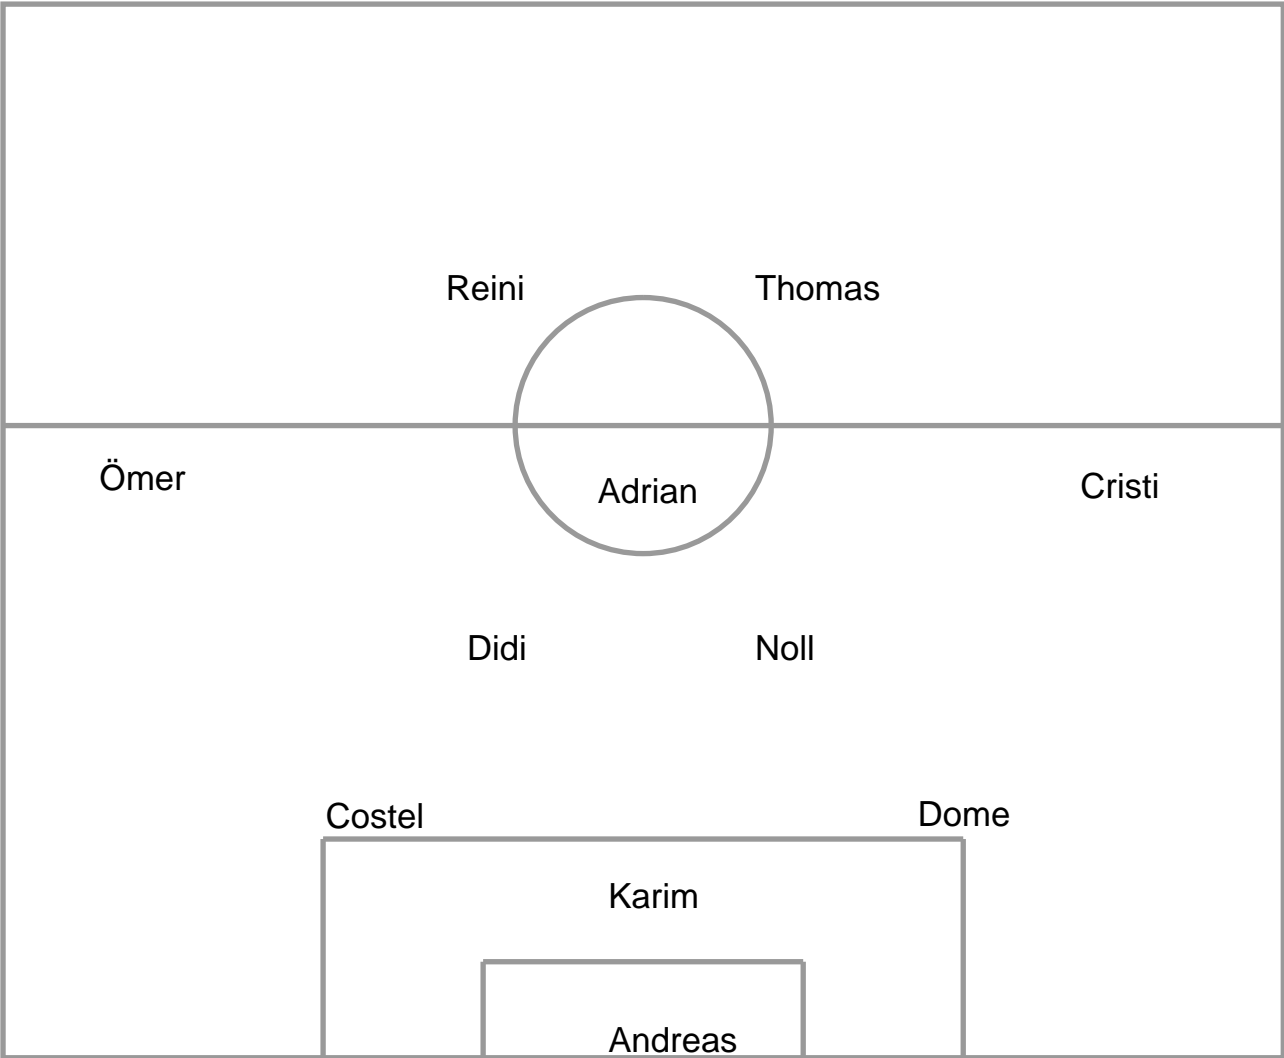 Reini Thomas
Ömer Adrian Cristi
Didi Noll
Costel Dome
Karim
Andreas